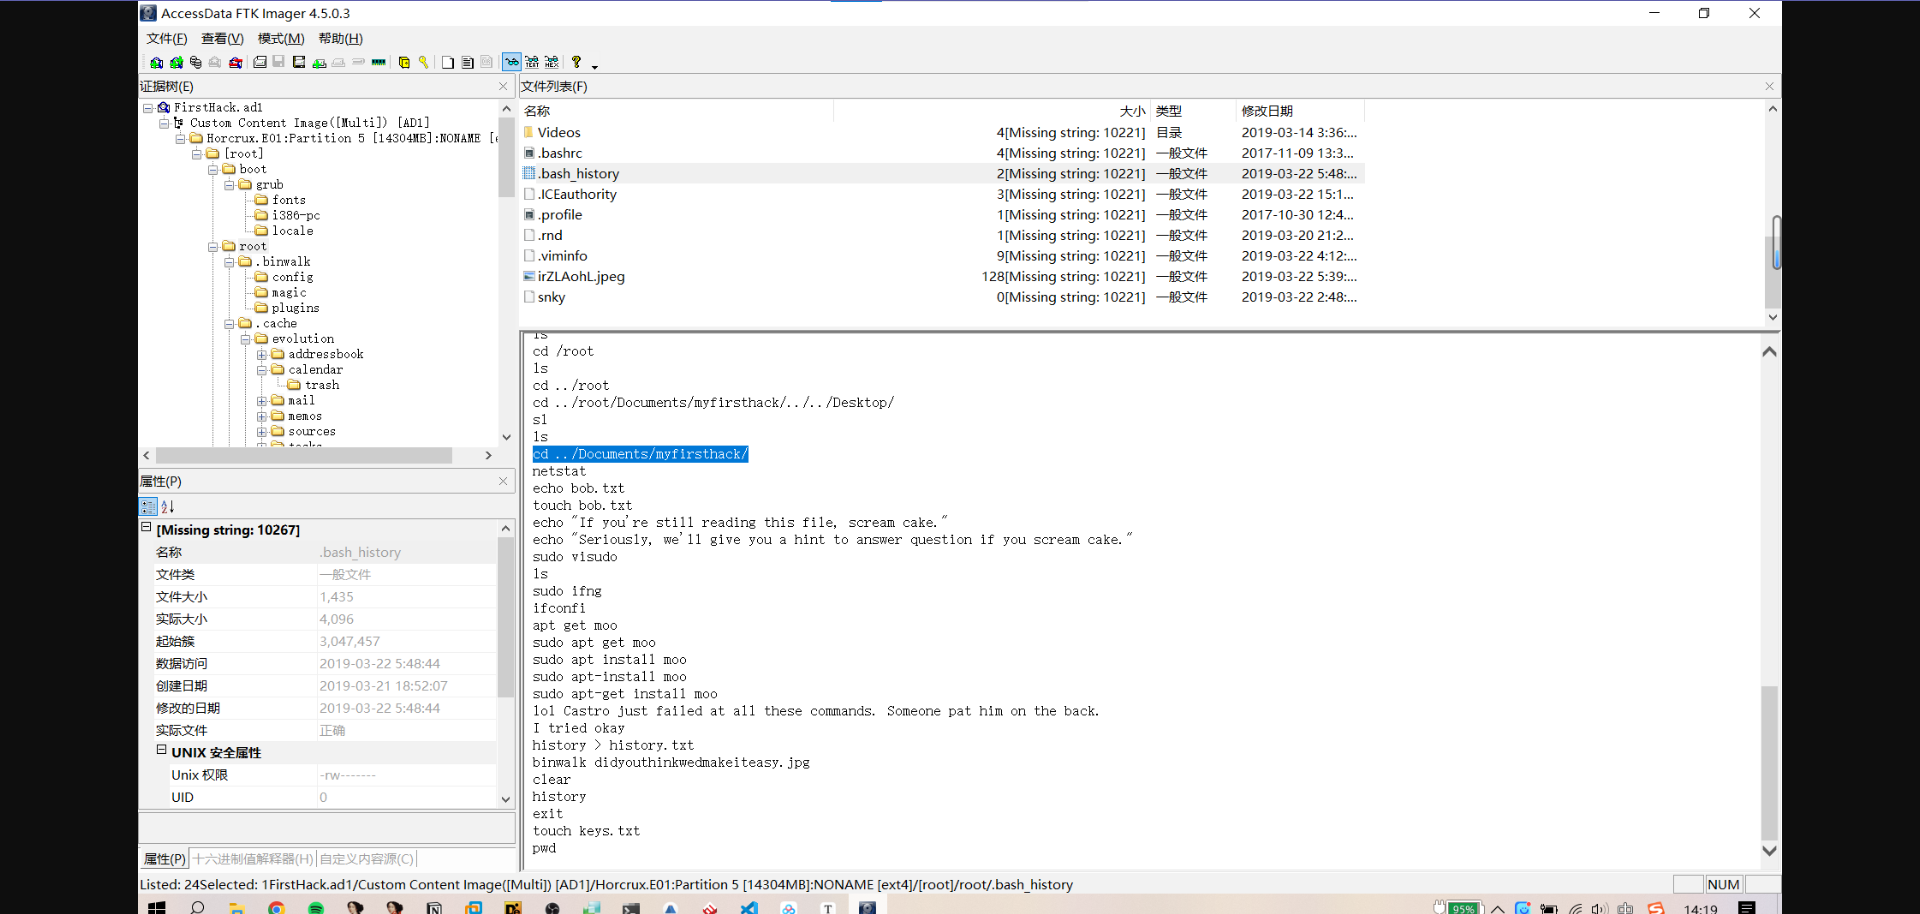 AccessData FTK Imager 4.5.0.3
文件(F) 查看(V) 模式(M) 帮助(H)
证据树(E)
FirstHack.ad1
Custom Content Image([Multi]) [AD1]
Horcrux.E01:Partition 5 [14304MB]:NONAME [e
[root]
boot
grub
fonts
i386-pc
locale
root
.binwalk
config
magic
plugins
.cache
evolution
addressbook
calendar
trash
mail
memos
sources
tasks
属性(P)
[Missing string: 10267]
名称 .bash_history
文件类 一般文件
文件大小 1,435
实际大小 4,096
起始簇 3,047,457
数据访问 2019-03-22 5:48:44
创建日期 2019-03-21 18:52:07
修改的日期 2019-03-22 5:48:44
实际文件 正确
UNIX 安全属性
Unix 权限 -rw-------
UID 0
属性(P) 十六进制值解释器(H) 自定义内容源(C)
文件列表(F)
名称 大小 类型 修改日期
Videos 4[Missing string: 10221] 目录 2019-03-14 3:36:...
.bashrc 4[Missing string: 10221] 一般文件 2017-11-09 13:3...
.bash_history 2[Missing string: 10221] 一般文件 2019-03-22 5:48:...
.ICEauthority 3[Missing string: 10221] 一般文件 2019-03-22 15:1...
.profile 1[Missing string: 10221] 一般文件 2017-10-30 12:4...
.rnd 1[Missing string: 10221] 一般文件 2019-03-20 21:2...
.viminfo 9[Missing string: 10221] 一般文件 2019-03-22 4:12:...
irZLAohL.jpeg 128[Missing string: 10221] 一般文件 2019-03-22 5:39:...
snky 0[Missing string: 10221] 一般文件 2019-03-22 2:48:...
ls
cd /root
ls
cd ../root
cd ../root/Documents/myfirsthack/../../Desktop/
sl
ls
cd ../Documents/myfirsthack/
netstat
echo bob.txt
touch bob.txt
echo "If you're still reading this file, scream cake."
echo "Seriously, we'll give you a hint to answer question if you scream cake."
sudo visudo
ls
sudo ifng
ifconfi
apt get moo
sudo apt get moo
sudo apt install moo
sudo apt-install moo
sudo apt-get install moo
lol Castro just failed at all these commands. Someone pat him on the back.
I tried okay
history > history.txt
binwalk didyouthinkwedmakeiteasy.jpg
clear
history
exit
touch keys.txt
pwd
Listed: 24Selected: 1FirstHack.ad1/Custom Content Image([Multi]) [AD1]/Horcrux.E01:Partition 5 [14304MB]:NONAME [ext4]/[root]/root/.bash_history
NUM
95%
14:19